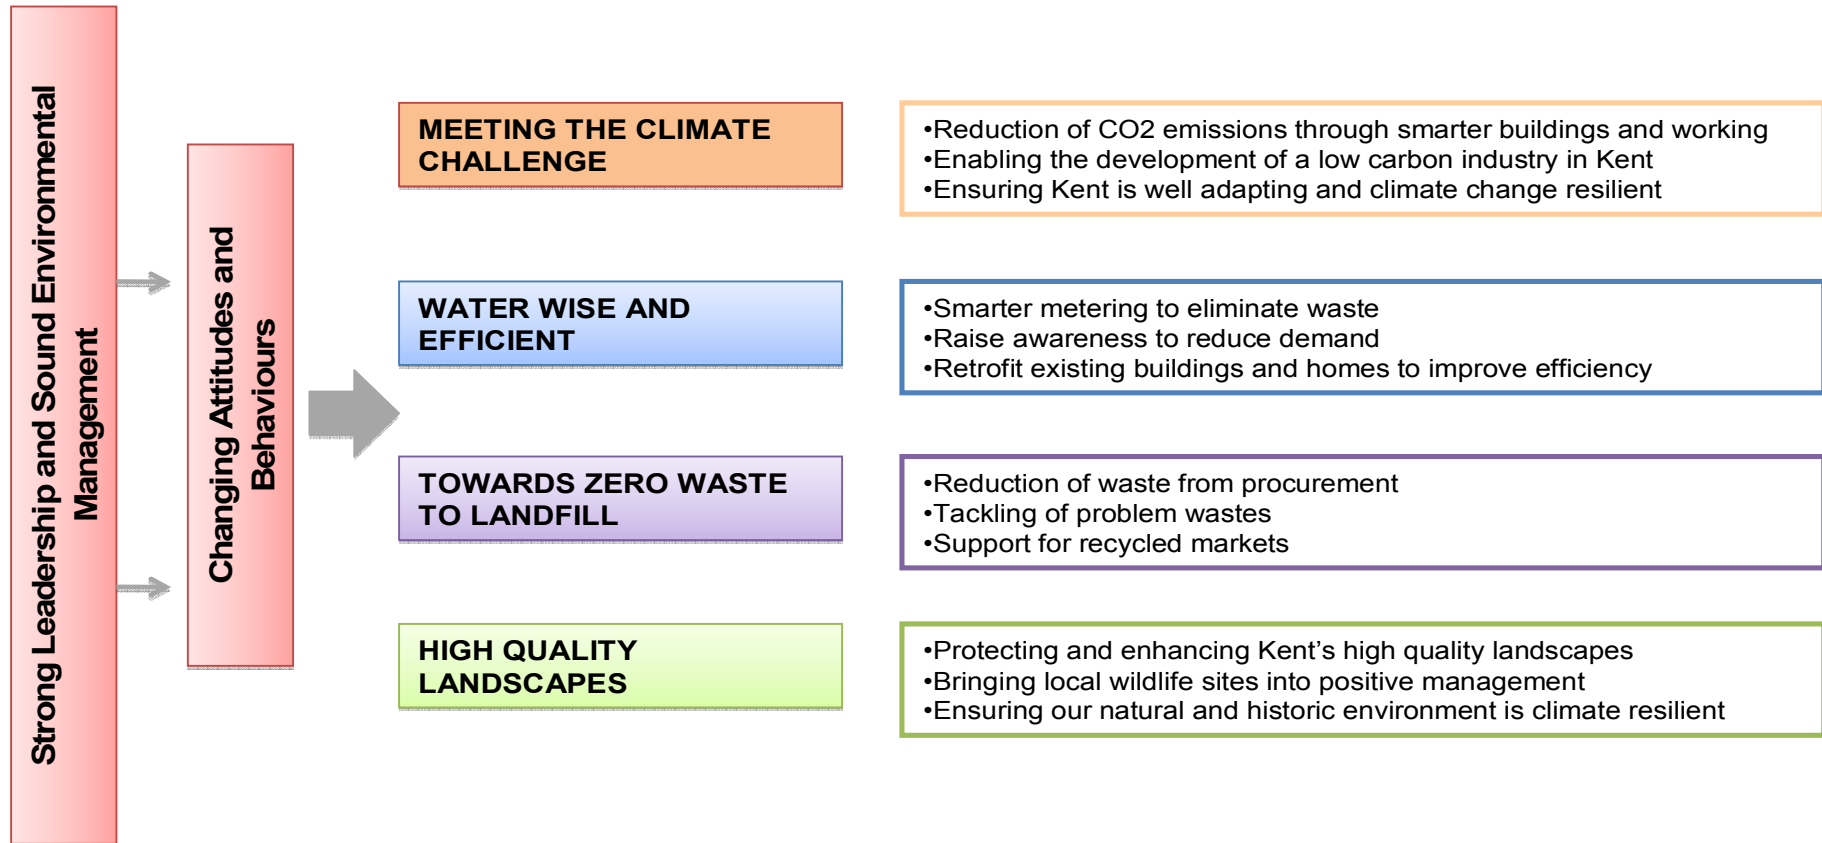 Strong Leadership and Sound Environmental
Management
Changing Attitudes and
Behaviours
MEETING THE CLIMATE
CHALLENGE
•Reduction of CO2 emissions through smarter buildings and working
•Enabling the development of a low carbon industry in Kent
•Ensuring Kent is well adapting and climate change resilient
WATER WISE AND
EFFICIENT
•Smarter metering to eliminate waste
•Raise awareness to reduce demand
•Retrofit existing buildings and homes to improve efficiency
TOWARDS ZERO WASTE
TO LANDFILL
•Reduction of waste from procurement
•Tackling of problem wastes
•Support for recycled markets
HIGH QUALITY
LANDSCAPES
•Protecting and enhancing Kent’s high quality landscapes
•Bringing local wildlife sites into positive management
•Ensuring our natural and historic environment is climate resilient